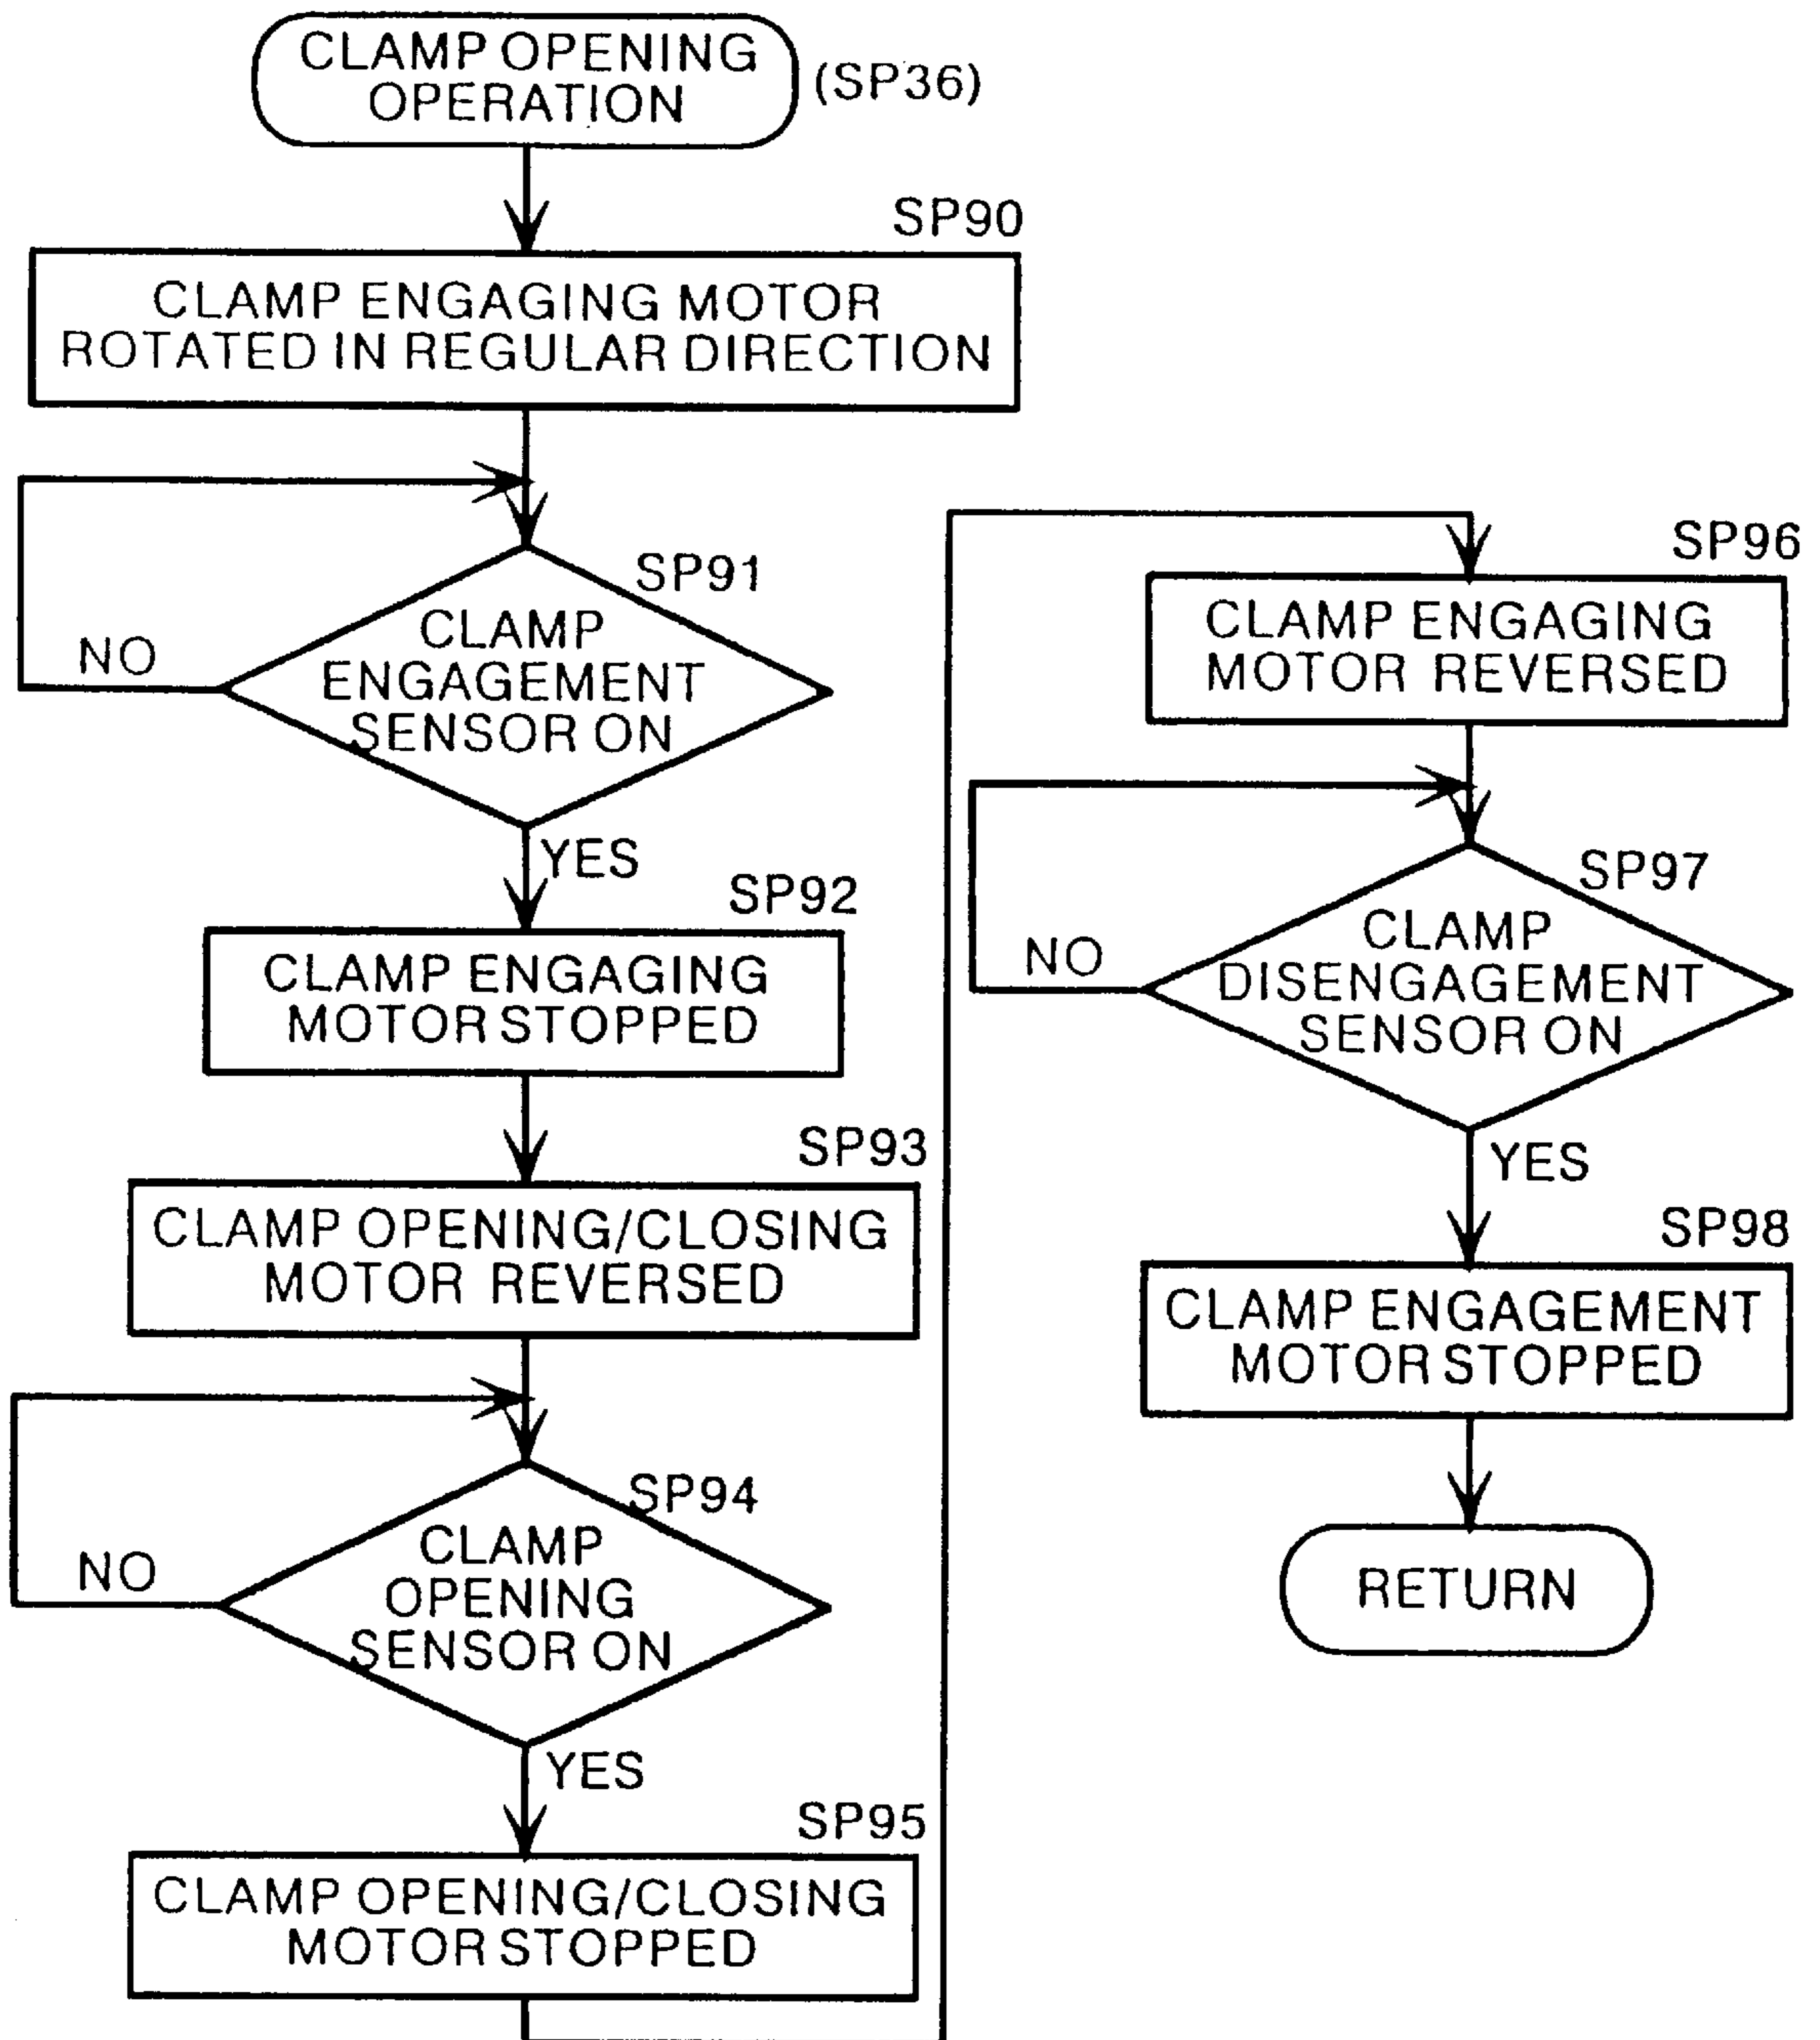 CLAMP OPENING
OPERATION
(SP36)
SP90
CLAMP ENGAGING MOTOR
ROTATED IN REGULAR DIRECTION
SP91
CLAMP
ENGAGEMENT
SENSOR ON
NO
YES
SP92
CLAMP ENGAGING
MOTOR STOPPED
SP93
CLAMP OPENING/CLOSING
MOTOR REVERSED
SP94
CLAMP
OPENING
SENSOR ON
NO
YES
SP95
CLAMP OPENING/CLOSING
MOTOR STOPPED
SP96
CLAMP ENGAGING
MOTOR REVERSED
SP97
CLAMP
DISENGAGEMENT
SENSOR ON
NO
YES
SP98
CLAMP ENGAGEMENT
MOTOR STOPPED
RETURN